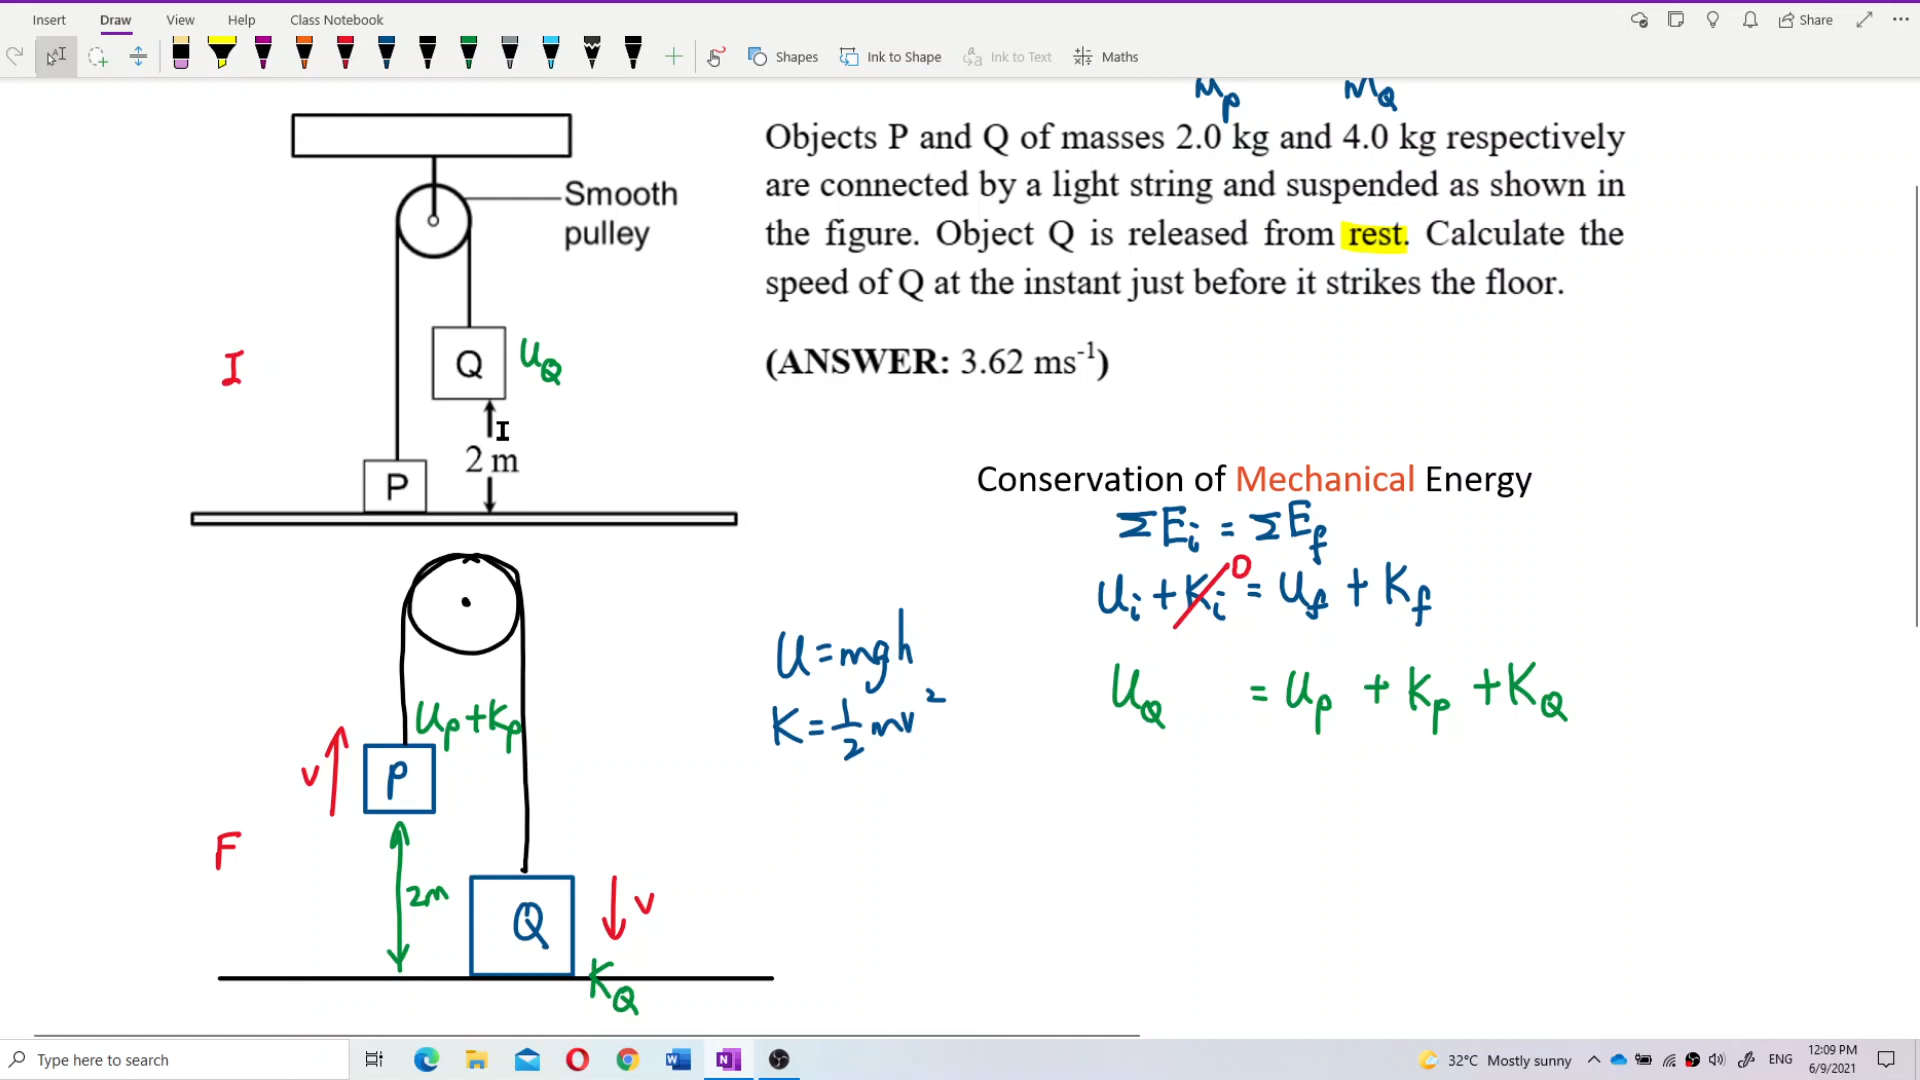 Insert Draw View Help Class Notebook Share
Shapes Ink to Shape Ink to Text Maths
Mp MQ
Objects P and Q of masses 2.0 kg and 4.0 kg respectively
are connected by a light string and suspended as shown in
the figure. Object Q is released from rest. Calculate the
speed of Q at the instant just before it strikes the floor.
(ANSWER: 3.62 ms⁻¹)
Smooth
pulley
I
Q UQ
I
2 m
P
Conservation of Mechanical Energy
ΣEi = ΣEf
Ui + Ki 0 = Uf + Kf
U = mgh
K = 1/2 mv²
UQ = Up + Kp + KQ
Up + Kp
v
P
F
2m
Q
v
KQ
Type here to search
32°C Mostly sunny
ENG
12:09 PM
6/9/2021